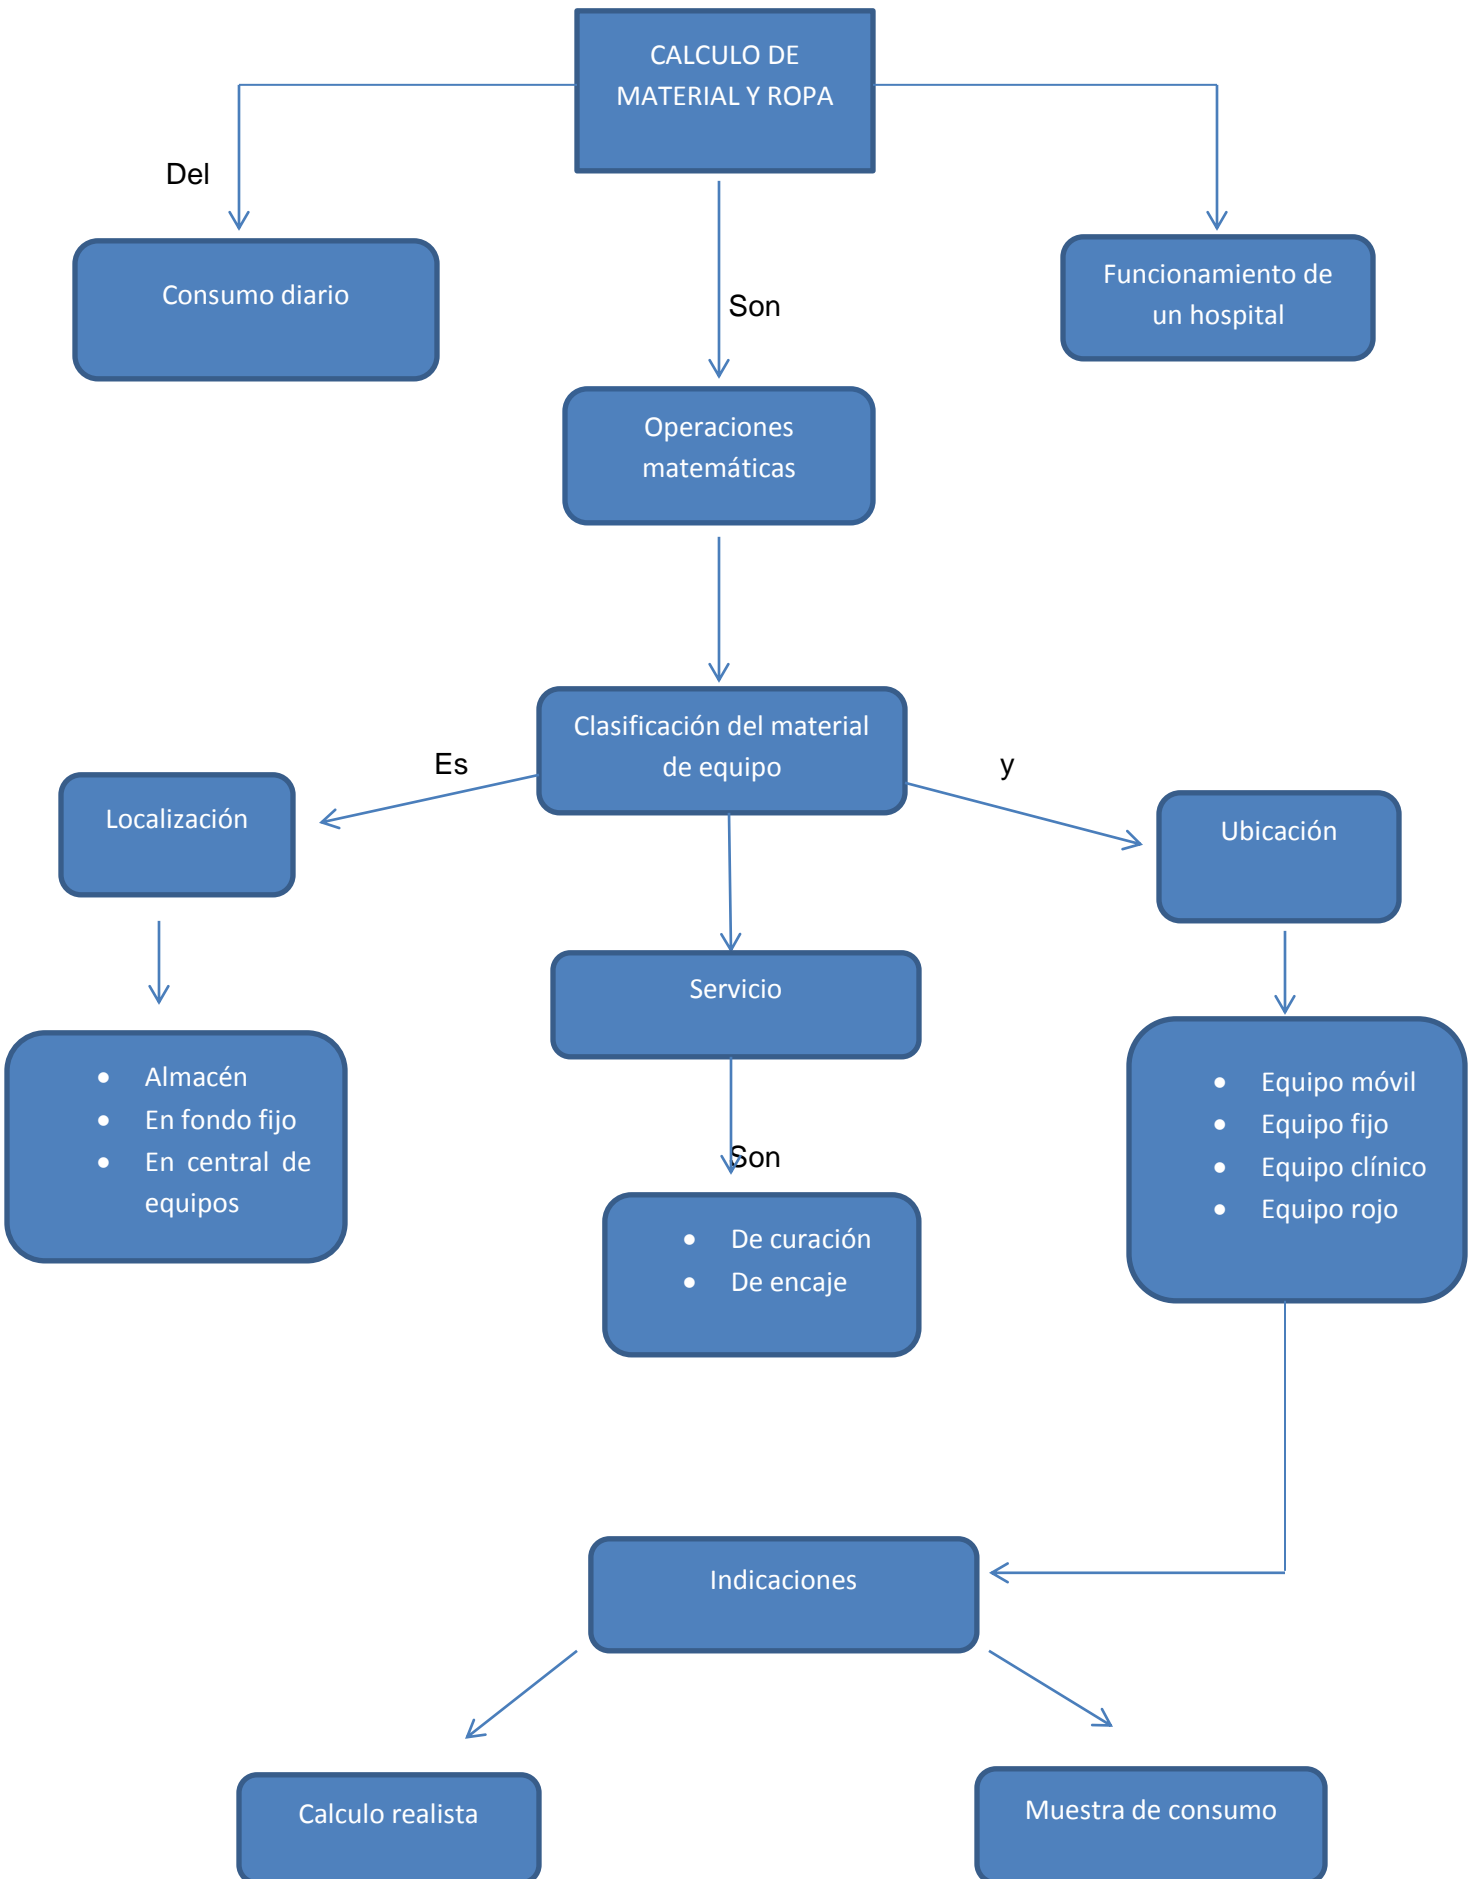 CALCULO DE
MATERIAL Y ROPA
Del
Consumo diario
Funcionamiento de
un hospital
Son
Operaciones
matemáticas
Clasificación del material
de equipo
Es
y
Localización
Ubicación
Servicio
• Almacén
• En fondo fijo
• En central de
equipos
• Equipo móvil
• Equipo fijo
• Equipo clínico
• Equipo rojo
Son
• De curación
• De encaje
Indicaciones
Calculo realista
Muestra de consumo